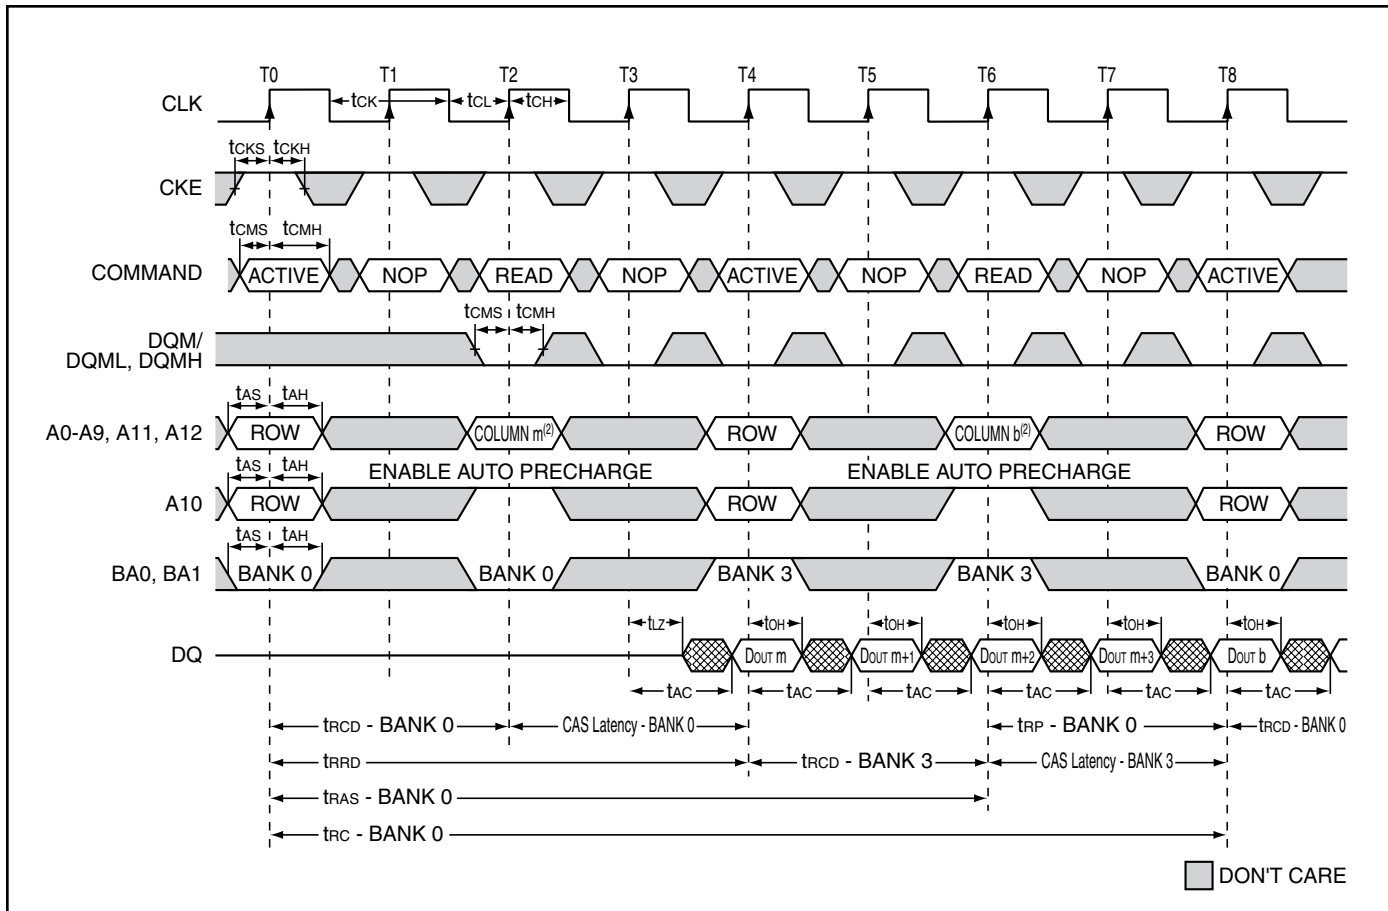 T0 T1 T2 T3 T4 T5 T6 T7 T8
CLK tCK tCL tCH
tCKS tCKH
CKE
tCMS tCMH
COMMAND ACTIVE NOP READ NOP ACTIVE NOP READ NOP ACTIVE
tCMS tCMH
DQM/
DQML, DQMH
tAS tAH
A0-A9, A11, A12 ROW COLUMN m(2) ROW COLUMN b(2) ROW
tAS tAH ENABLE AUTO PRECHARGE ENABLE AUTO PRECHARGE
A10 ROW ROW ROW
tAS tAH
BA0, BA1 BANK 0 BANK 0 BANK 3 BANK 3 BANK 0
tLZ tOH tOH tOH tOH tOH
DQ DOUT m DOUT m+1 DOUT m+2 DOUT m+3 DOUT b
tAC tAC tAC tAC tAC tAC
tRCD - BANK 0 CAS Latency - BANK 0 tRP - BANK 0 tRCD - BANK 0
tRRD tRCD - BANK 3 CAS Latency - BANK 3
tRAS - BANK 0
tRC - BANK 0
DON'T CARE